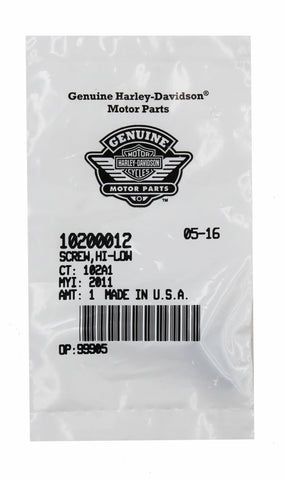 Genuine Harley-Davidson®
Motor Parts
GENUINE
MOTOR
HARLEY-DAVIDSON
CYCLES
MOTOR PARTS
™
10200012 05-16
SCREW,HI-LOW
CT: 102A1
MYI: 2011
AMT: 1 MADE IN U.S.A.
OP:99905